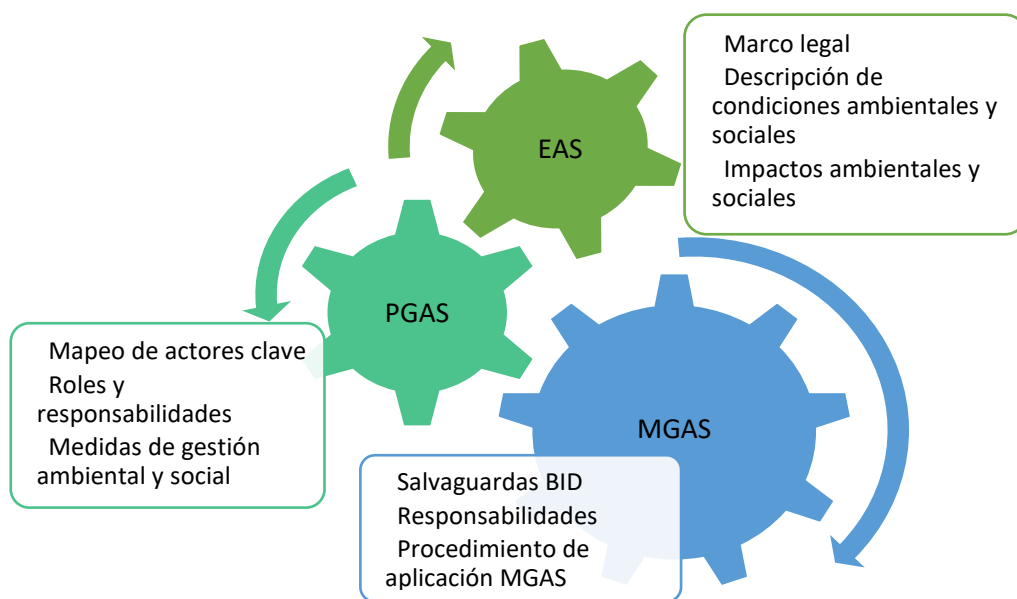 Marco legal
Descripción de
condiciones ambientales y
sociales
Impactos ambientales y
sociales
EAS
PGAS
Mapeo de actores clave
Roles y
responsabilidades
Medidas de gestión
ambiental y social
MGAS
Salvaguardas BID
Responsabilidades
Procedimiento de
aplicación MGAS